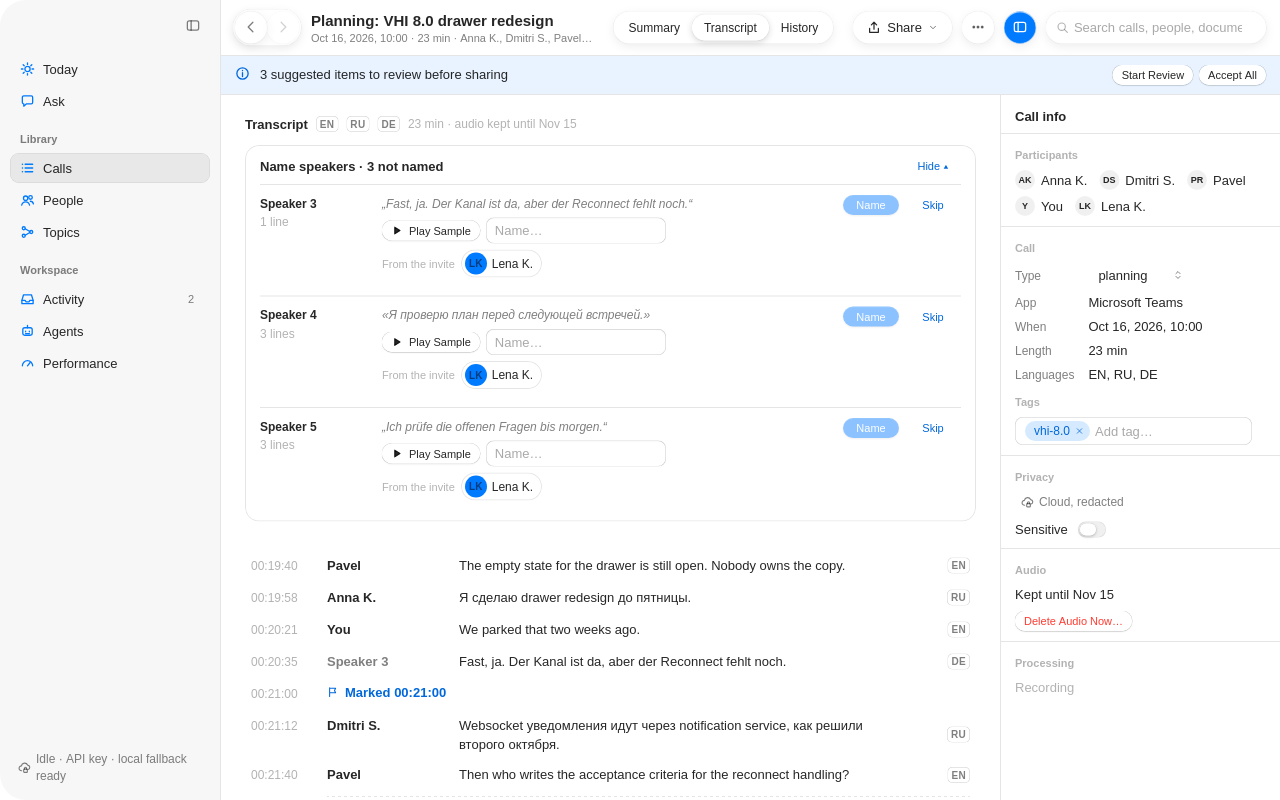 Planning: VHI 8.0 drawer redesign
Oct 16, 2026, 10:00 · 23 min · Anna K., Dmitri S., Pavel…
Summary
Transcript
History
Share
Search calls, people, docume
Today
Ask
Library
Calls
People
Topics
Workspace
Activity
2
Agents
Performance
Idle · API key · local fallback
ready
3 suggested items to review before sharing
Start Review
Accept All
Transcript EN RU DE 23 min · audio kept until Nov 15
Name speakers · 3 not named
Hide
Speaker 3
1 line
„Fast, ja. Der Kanal ist da, aber der Reconnect fehlt noch.“
Name
Skip
Play Sample
Name…
From the invite
LK Lena K.
Speaker 4
3 lines
«Я проверю план перед следующей встречей.»
Name
Skip
Play Sample
Name…
From the invite
LK Lena K.
Speaker 5
3 lines
„Ich prüfe die offenen Fragen bis morgen.“
Name
Skip
Play Sample
Name…
From the invite
LK Lena K.
00:19:40 Pavel The empty state for the drawer is still open. Nobody owns the copy. EN
00:19:58 Anna K. Я сделаю drawer redesign до пятницы. RU
00:20:21 You We parked that two weeks ago. EN
00:20:35 Speaker 3 Fast, ja. Der Kanal ist da, aber der Reconnect fehlt noch. DE
00:21:00 Marked 00:21:00
00:21:12 Dmitri S. Websocket уведомления идут через notification service, как решили
второго октября. RU
00:21:40 Pavel Then who writes the acceptance criteria for the reconnect handling? EN
Call info
Participants
AK Anna K. DS Dmitri S. PR Pavel
Y You LK Lena K.
Call
Type planning
App Microsoft Teams
When Oct 16, 2026, 10:00
Length 23 min
Languages EN, RU, DE
Tags
vhi-8.0 × Add tag…
Privacy
Cloud, redacted
Sensitive
Audio
Kept until Nov 15
Delete Audio Now…
Processing
Recording